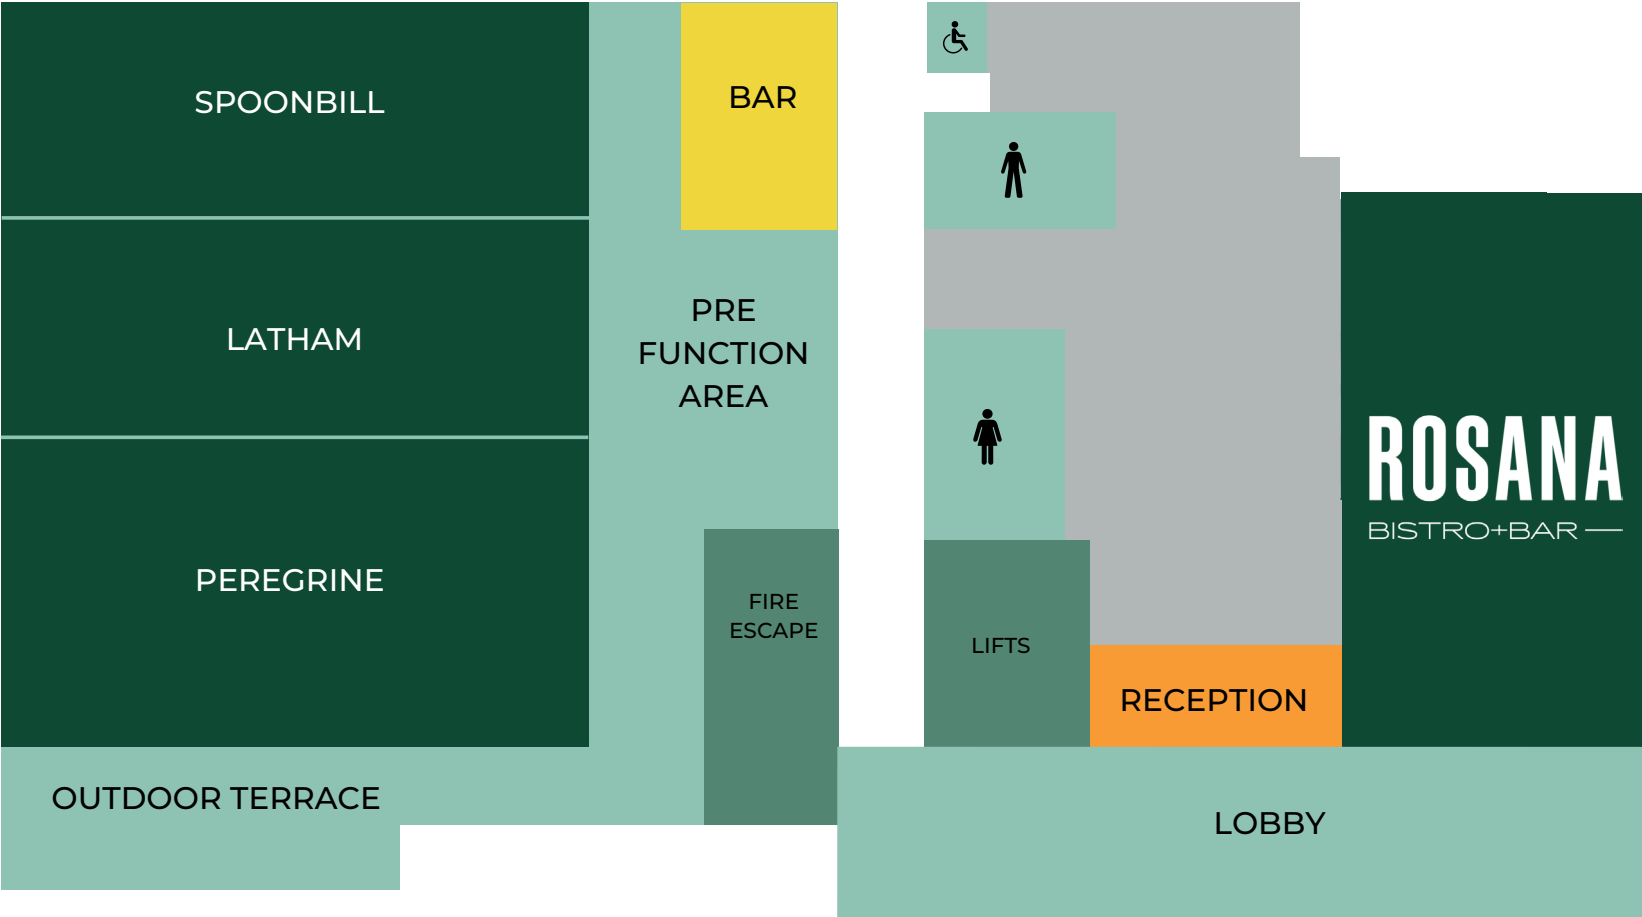 SPOONBILL
BAR
LATHAM
PRE
FUNCTION
AREA
PEREGRINE
FIRE
ESCAPE
LIFTS
RECEPTION
ROSANA
BISTRO+BAR
OUTDOOR TERRACE
LOBBY